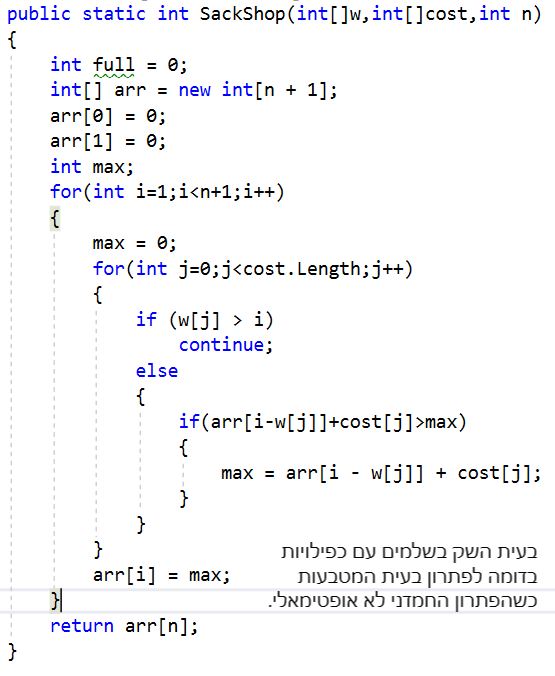 public static int SackShop(int[]w,int[]cost,int n)
{
int full = 0;
int[] arr = new int[n + 1];
arr[0] = 0;
arr[1] = 0;
int max;
for(int i=1;i<n+1;i++)
{
max = 0;
for(int j=0;j<cost.Length;j++)
{
if (w[j] > i)
continue;
else
{
if(arr[i-w[j]]+cost[j]>max)
{
max = arr[i - w[j]] + cost[j];
}
}
}
בעית השק בשלמים עם כפילויות
arr[i] = max;
בדומה לפתרון בעית המטבעות
}
כשהפתרון החמדני לא אופטימאלי.
return arr[n];
}